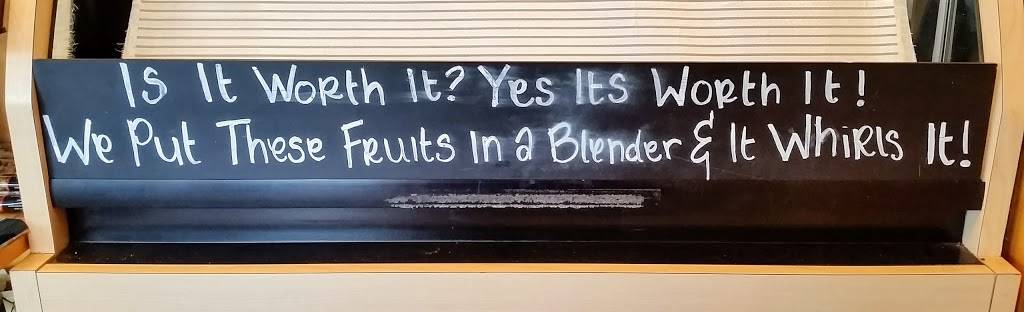 Is It Worth It? Yes Its Worth It!
We Put These Fruits In a Blender & It Whirls It!